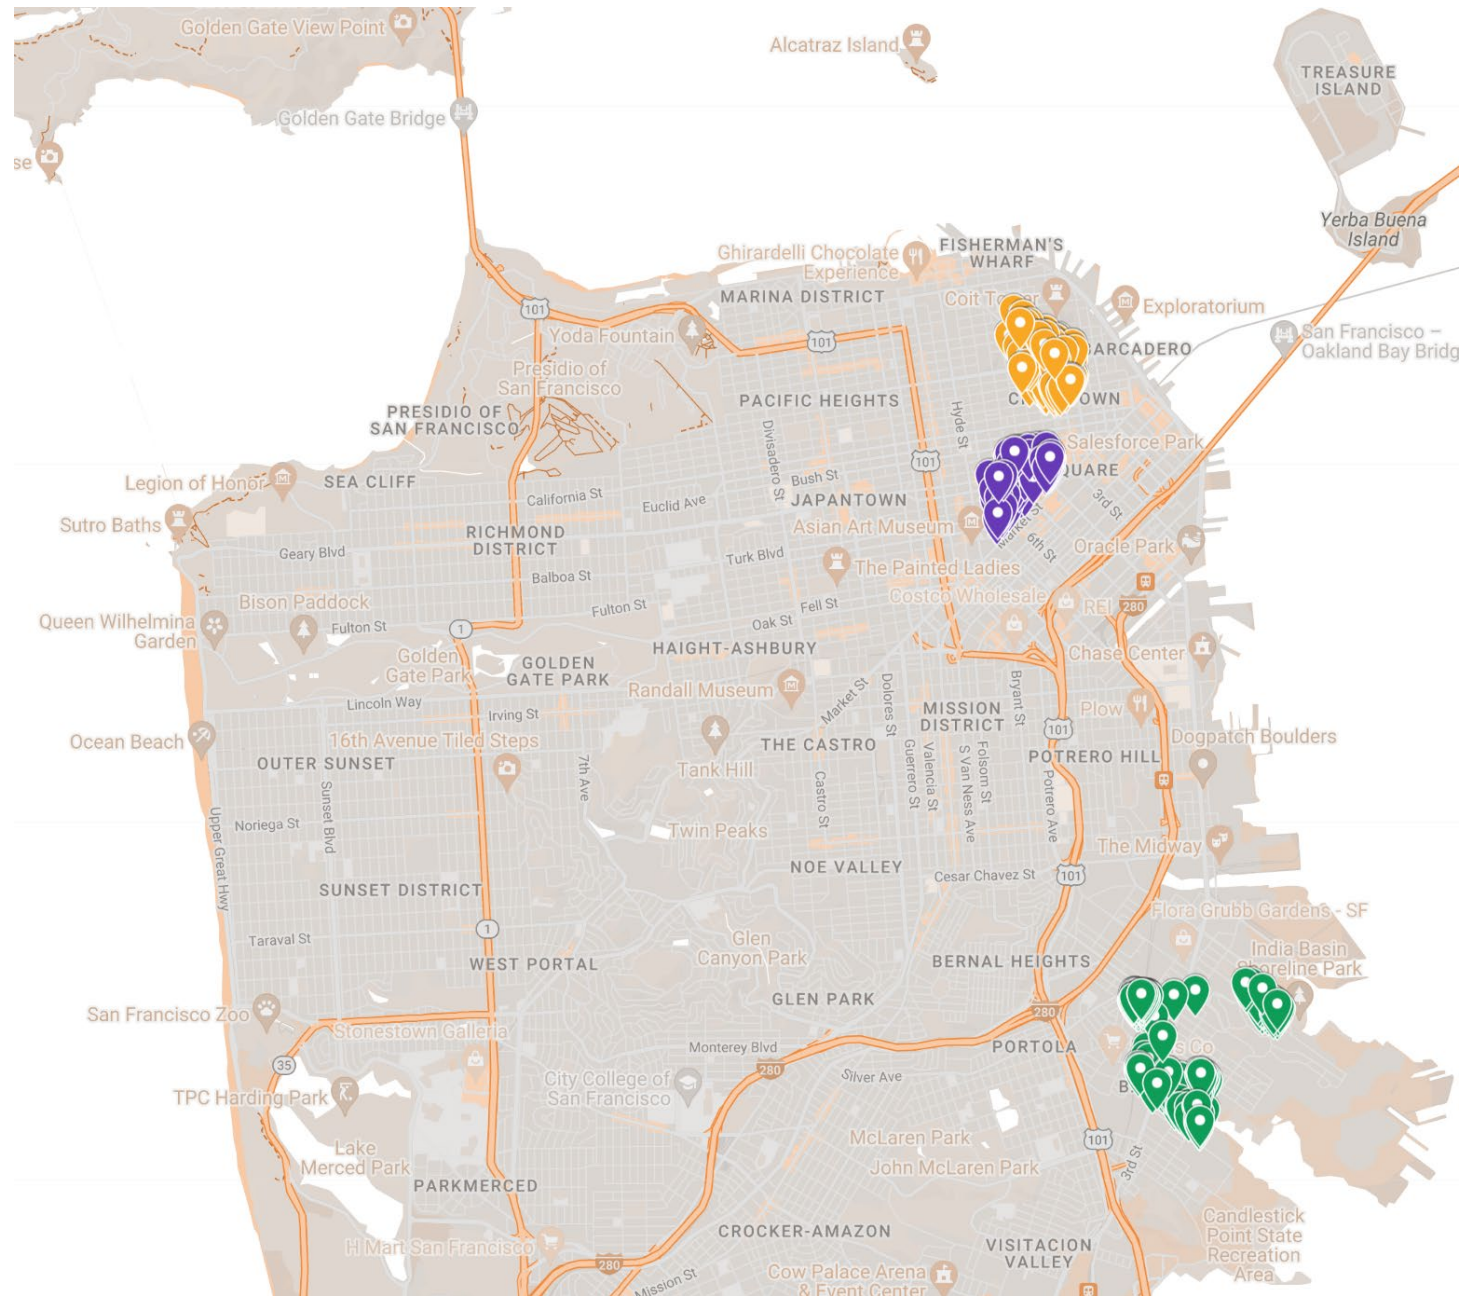 Golden Gate View Point
Alcatraz Island
TREASURE
ISLAND
Golden Gate Bridge
se
Yerba Buena
Island
FISHERMAN'S
WHARF
Ghirardelli Chocolate
Experience
MARINA DISTRICT
Coit Tower
Exploratorium
101
Yoda Fountain
101
San Francisco –
Oakland Bay Bridg
ARCADERO
Presidio of
San Francisco
PACIFIC HEIGHTS
Hyde St
OWN
PRESIDIO OF
SAN FRANCISCO
Divisadero St
Salesforce Park
101
QUARE
Legion of Honor
SEA CLIFF
California St
Euclid Ave
Bush St
JAPANTOWN
3rd St
Sutro Baths
RICHMOND
DISTRICT
Asian Art Museum
Market St
6th St
Oracle Park
Geary Blvd
Turk Blvd
Balboa St
The Painted Ladies
Costco Wholesale
REI
280
Bison Paddock
Queen Wilhelmina
Garden
Fulton St
1
Fulton St
Fell St
Oak St
HAIGHT-ASHBURY
Chase Center
Golden
Gate Park
GOLDEN
GATE PARK
Randall Museum
Market St
Dolores St
Bryant St
Lincoln Way
Irving St
MISSION
DISTRICT
Plow
Ocean Beach
16th Avenue Tiled Steps
THE CASTRO
101
Dogpatch Boulders
OUTER SUNSET
7th Ave
Tank Hill
Guerrero St
Valencia St
S Van Ness Ave
Folsom St
POTRERO HILL
Sunset Blvd
Castro St
Potrero Ave
Upper Great Hwy
Noriega St
Twin Peaks
The Midway
NOE VALLEY
Cesar Chavez St
101
SUNSET DISTRICT
Flora Grubb Gardens - SF
Taraval St
1
Glen
Canyon Park
India Basin
Shoreline Park
WEST PORTAL
BERNAL HEIGHTS
GLEN PARK
San Francisco Zoo
280
Stonestown Galleria
Monterey Blvd
PORTOLA
s Co
35
280
Silver Ave
City College of
San Francisco
B
TPC Harding Park
Lake
Merced Park
McLaren Park
John McLaren Park
101
3rd St
PARKMERCED
CROCKER-AMAZON
Candlestick
Point State
Recreation
Area
H Mart San Francisco
280
VISITACION
VALLEY
Mission St
Cow Palace Arena
& Event Center